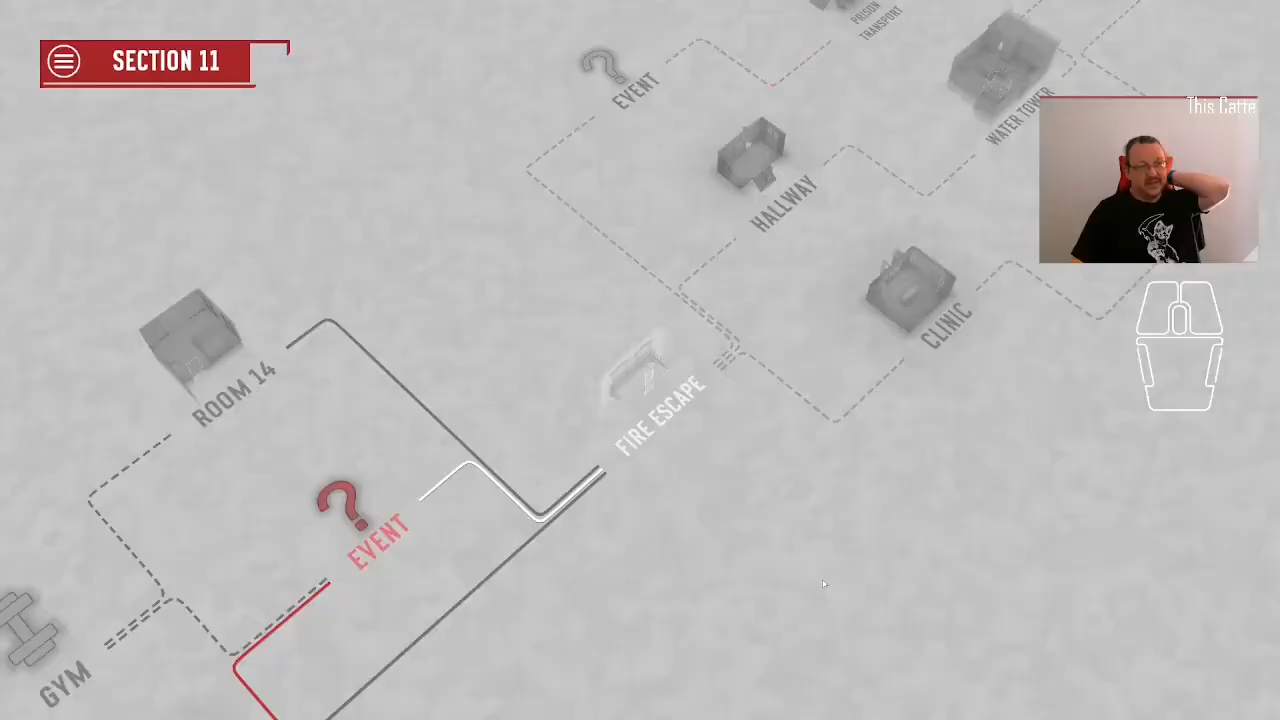 SECTION 11
PRISON
TRANSPORT
EVENT
WATER TOWER
This Catte
HALLWAY
CLINIC
ROOM 14
FIRE ESCAPE
EVENT
GYM